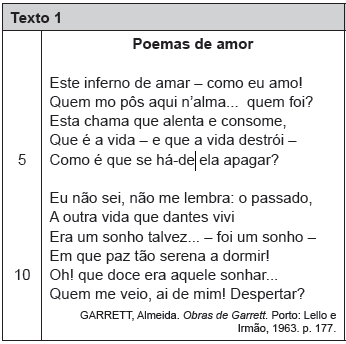 Texto 1
Poemas de amor
Este inferno de amar – como eu amo!
Quem mo pôs aqui n’alma... quem foi?
Esta chama que alenta e consome,
Que é a vida – e que a vida destrói –
5 Como é que se há-de ela apagar?
Eu não sei, não me lembra: o passado,
A outra vida que dantes vivi
Era um sonho talvez... – foi um sonho –
Em que paz tão serena a dormir!
10 Oh! que doce era aquele sonhar...
Quem me veio, ai de mim! Despertar?
GARRETT, Almeida. Obras de Garrett. Porto: Lello e
Irmão, 1963. p. 177.